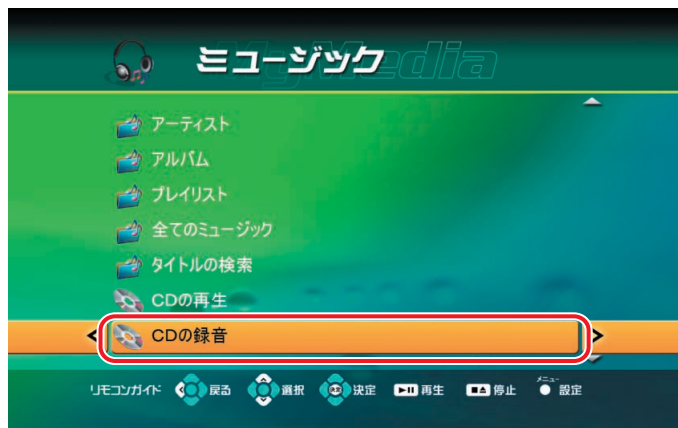 ミュージック
MyMedia
アーティスト
アルバム
プレイリスト
全てのミュージック
タイトルの検索
CDの再生
CDの録音
リモコンガイド 戻る 選択 決定 再生 停止 メニュー 設定